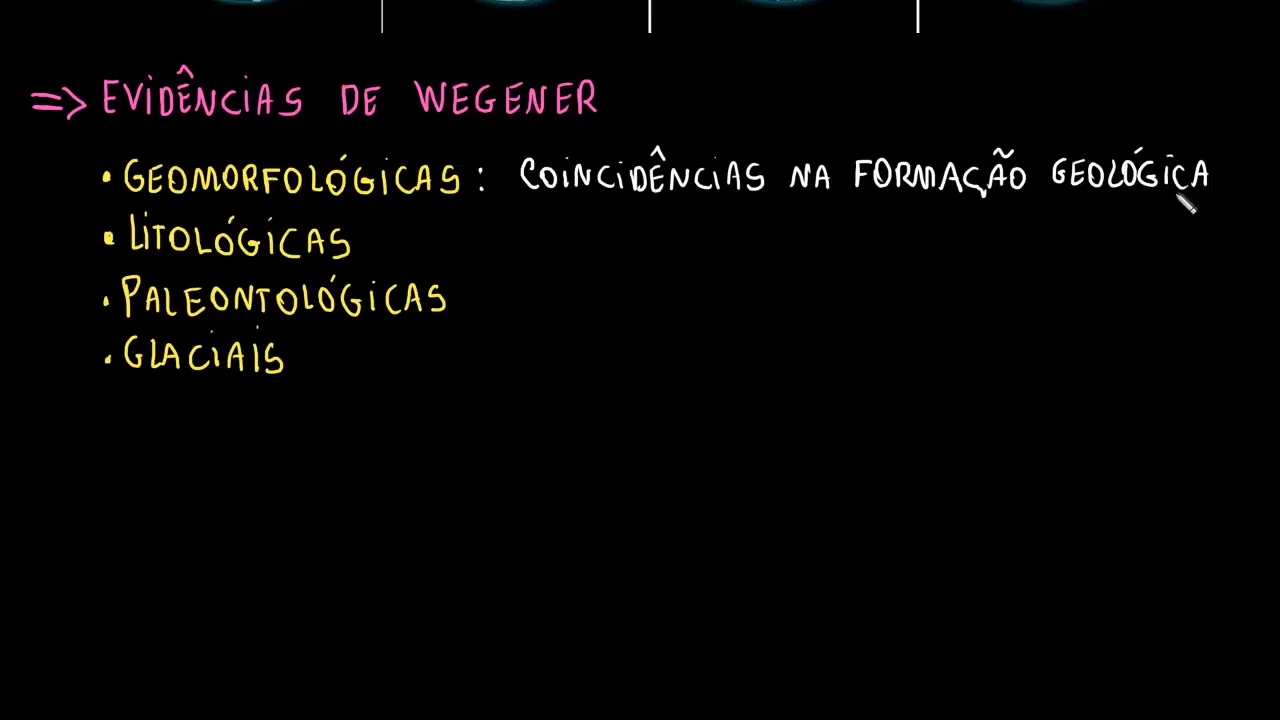 => EVIDÊNCIAS DE WEGENER
• GEOMORFOLÓGICAS: COINCIDÊNCIAS NA FORMAÇÃO GEOLÓGICA
• LITOLÓGICAS
• PALEONTOLÓGICAS
• GLACIAIS